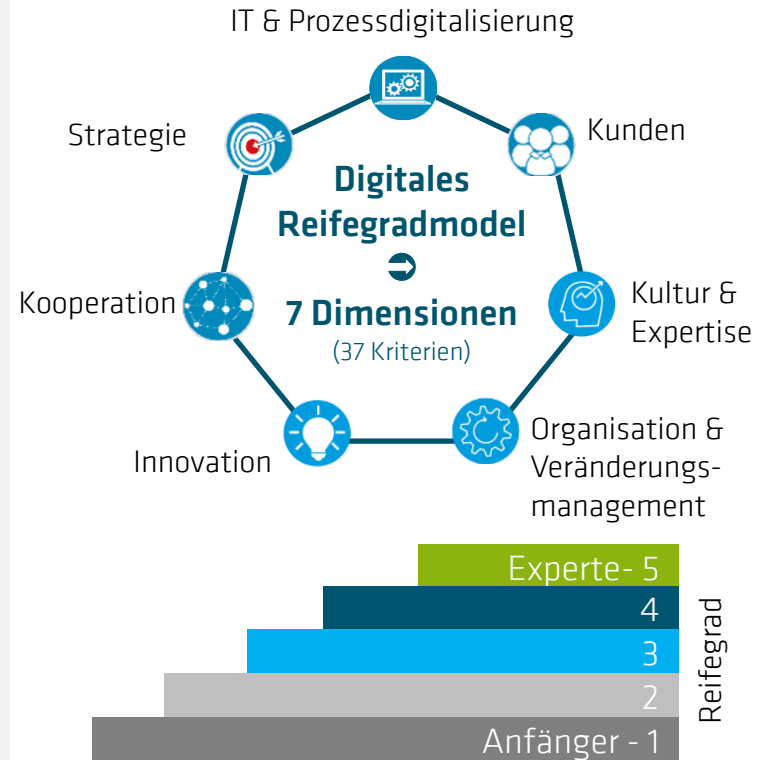 IT & Prozessdigitalisierung
Strategie
Kunden
Digitales
Reifegradmodel
7 Dimensionen
(37 Kriterien)
Kooperation
Kultur &
Expertise
Innovation
Organisation &
Veränderungs-
management
Experte- 5
4
3
2
Anfänger - 1
Reifegrad